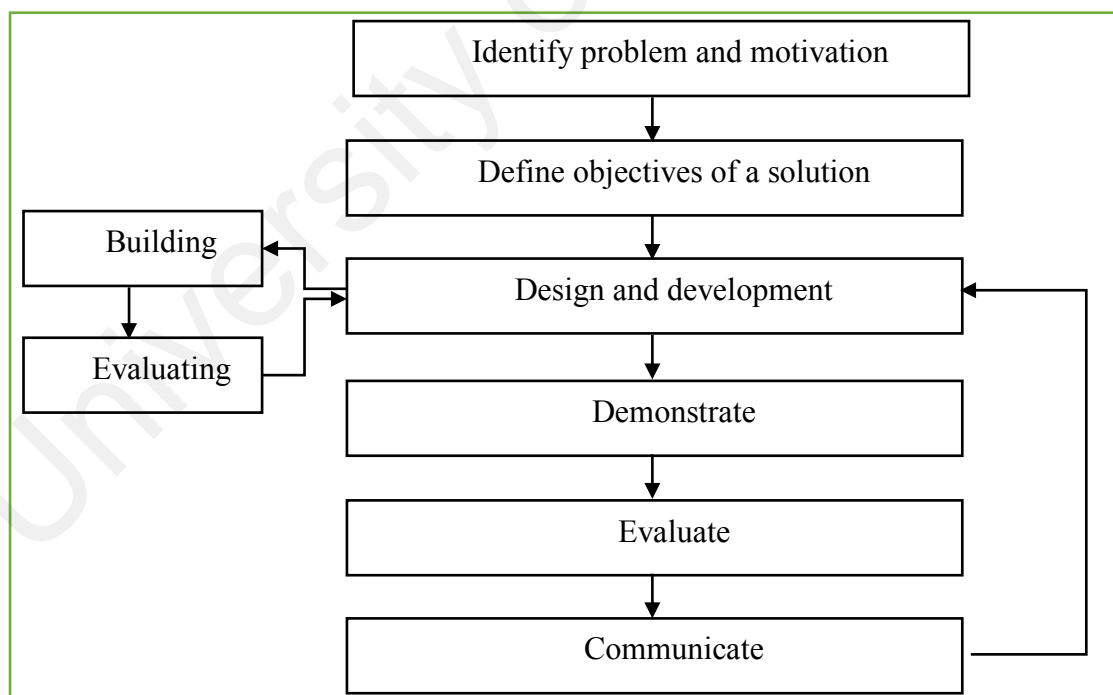 Identify problem and motivation
Define objectives of a solution
Building
Design and development
Evaluating
Demonstrate
Evaluate
Communicate
University